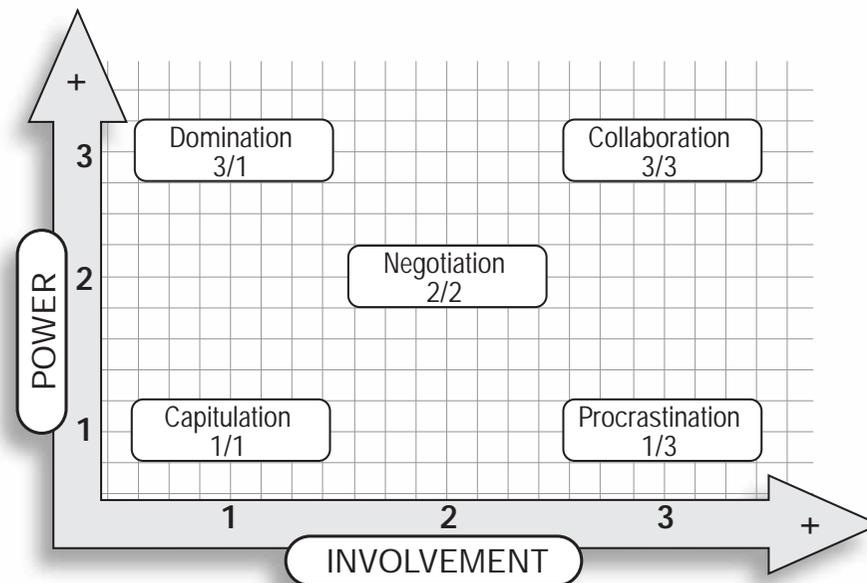 +
3
Domination
3/1
Collaboration
3/3
POWER
2
Negotiation
2/2
1
Capitulation
1/1
Procrastination
1/3
1
2
3
+
INVOLVEMENT